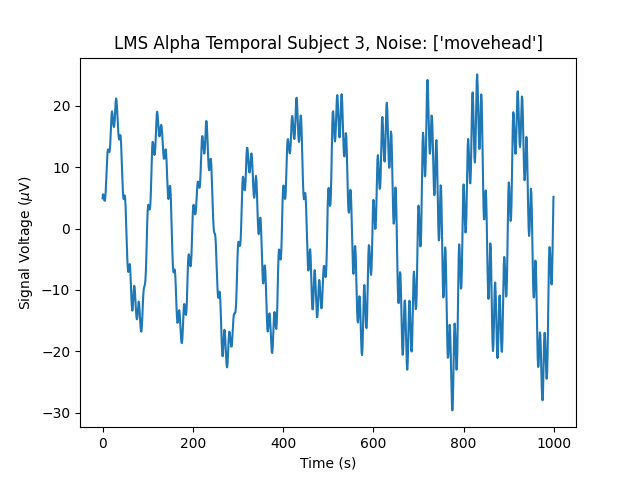 LMS Alpha Temporal Subject 3, Noise: ['movehead']
Signal Voltage (μV)
20
10
0
−10
−20
−30
0 200 400 600 800 1000
Time (s)